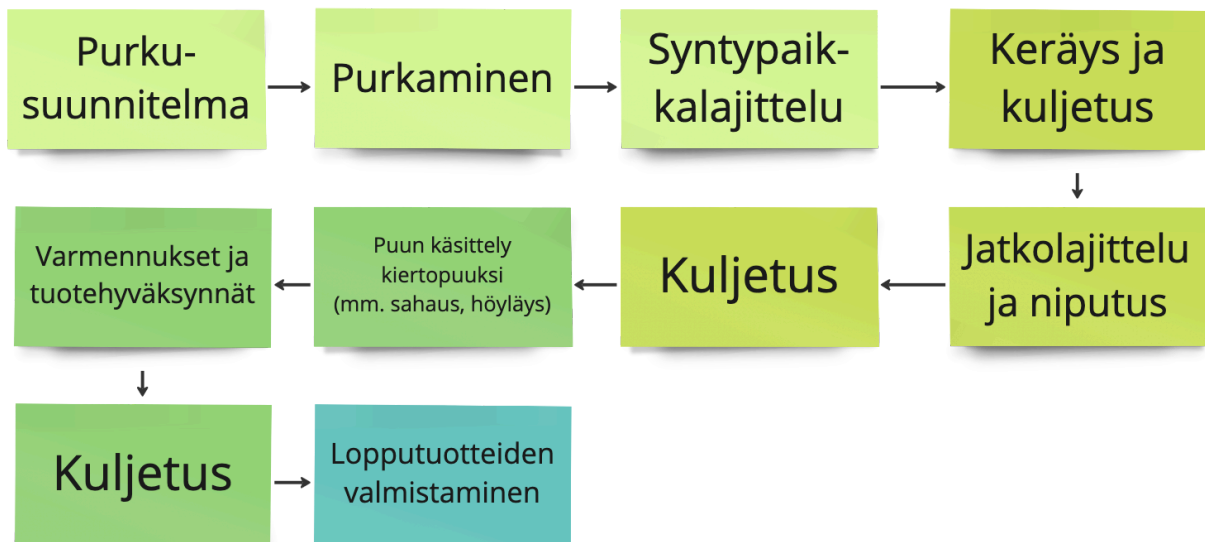 Purku-
suunnitelma
Purkaminen
Syntypaik-
kalajittelu
Keräys ja
kuljetus
Jatkolajittelu
ja niputus
Kuljetus
Puun käsittely
kiertopuuksi
(mm. sahaus, höyläys)
Varmennukset ja
tuotehyväksynnät
Kuljetus
Lopputuotteiden
valmistaminen